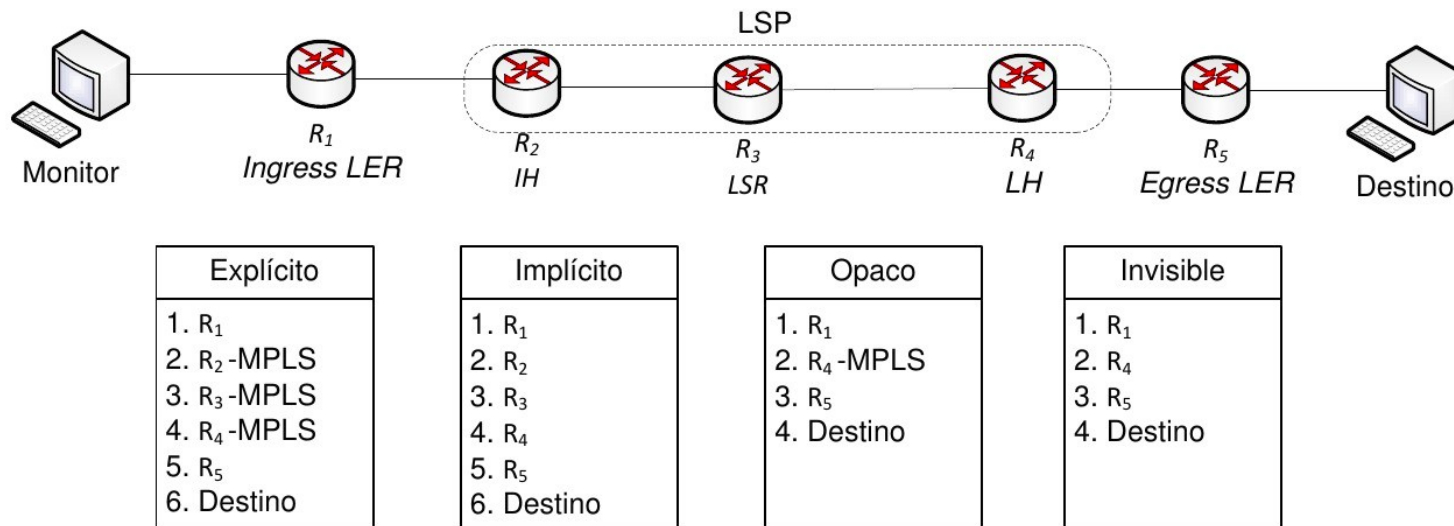 LSP
Monitor
R1
Ingress LER
R2
IH
R3
LSR
R4
LH
R5
Egress LER
Destino
Explícito
1. R1
2. R2-MPLS
3. R3-MPLS
4. R4-MPLS
5. R5
6. Destino
Implícito
1. R1
2. R2
3. R3
4. R4
5. R5
6. Destino
Opaco
1. R1
2. R4-MPLS
3. R5
4. Destino
Invisible
1. R1
2. R4
3. R5
4. Destino